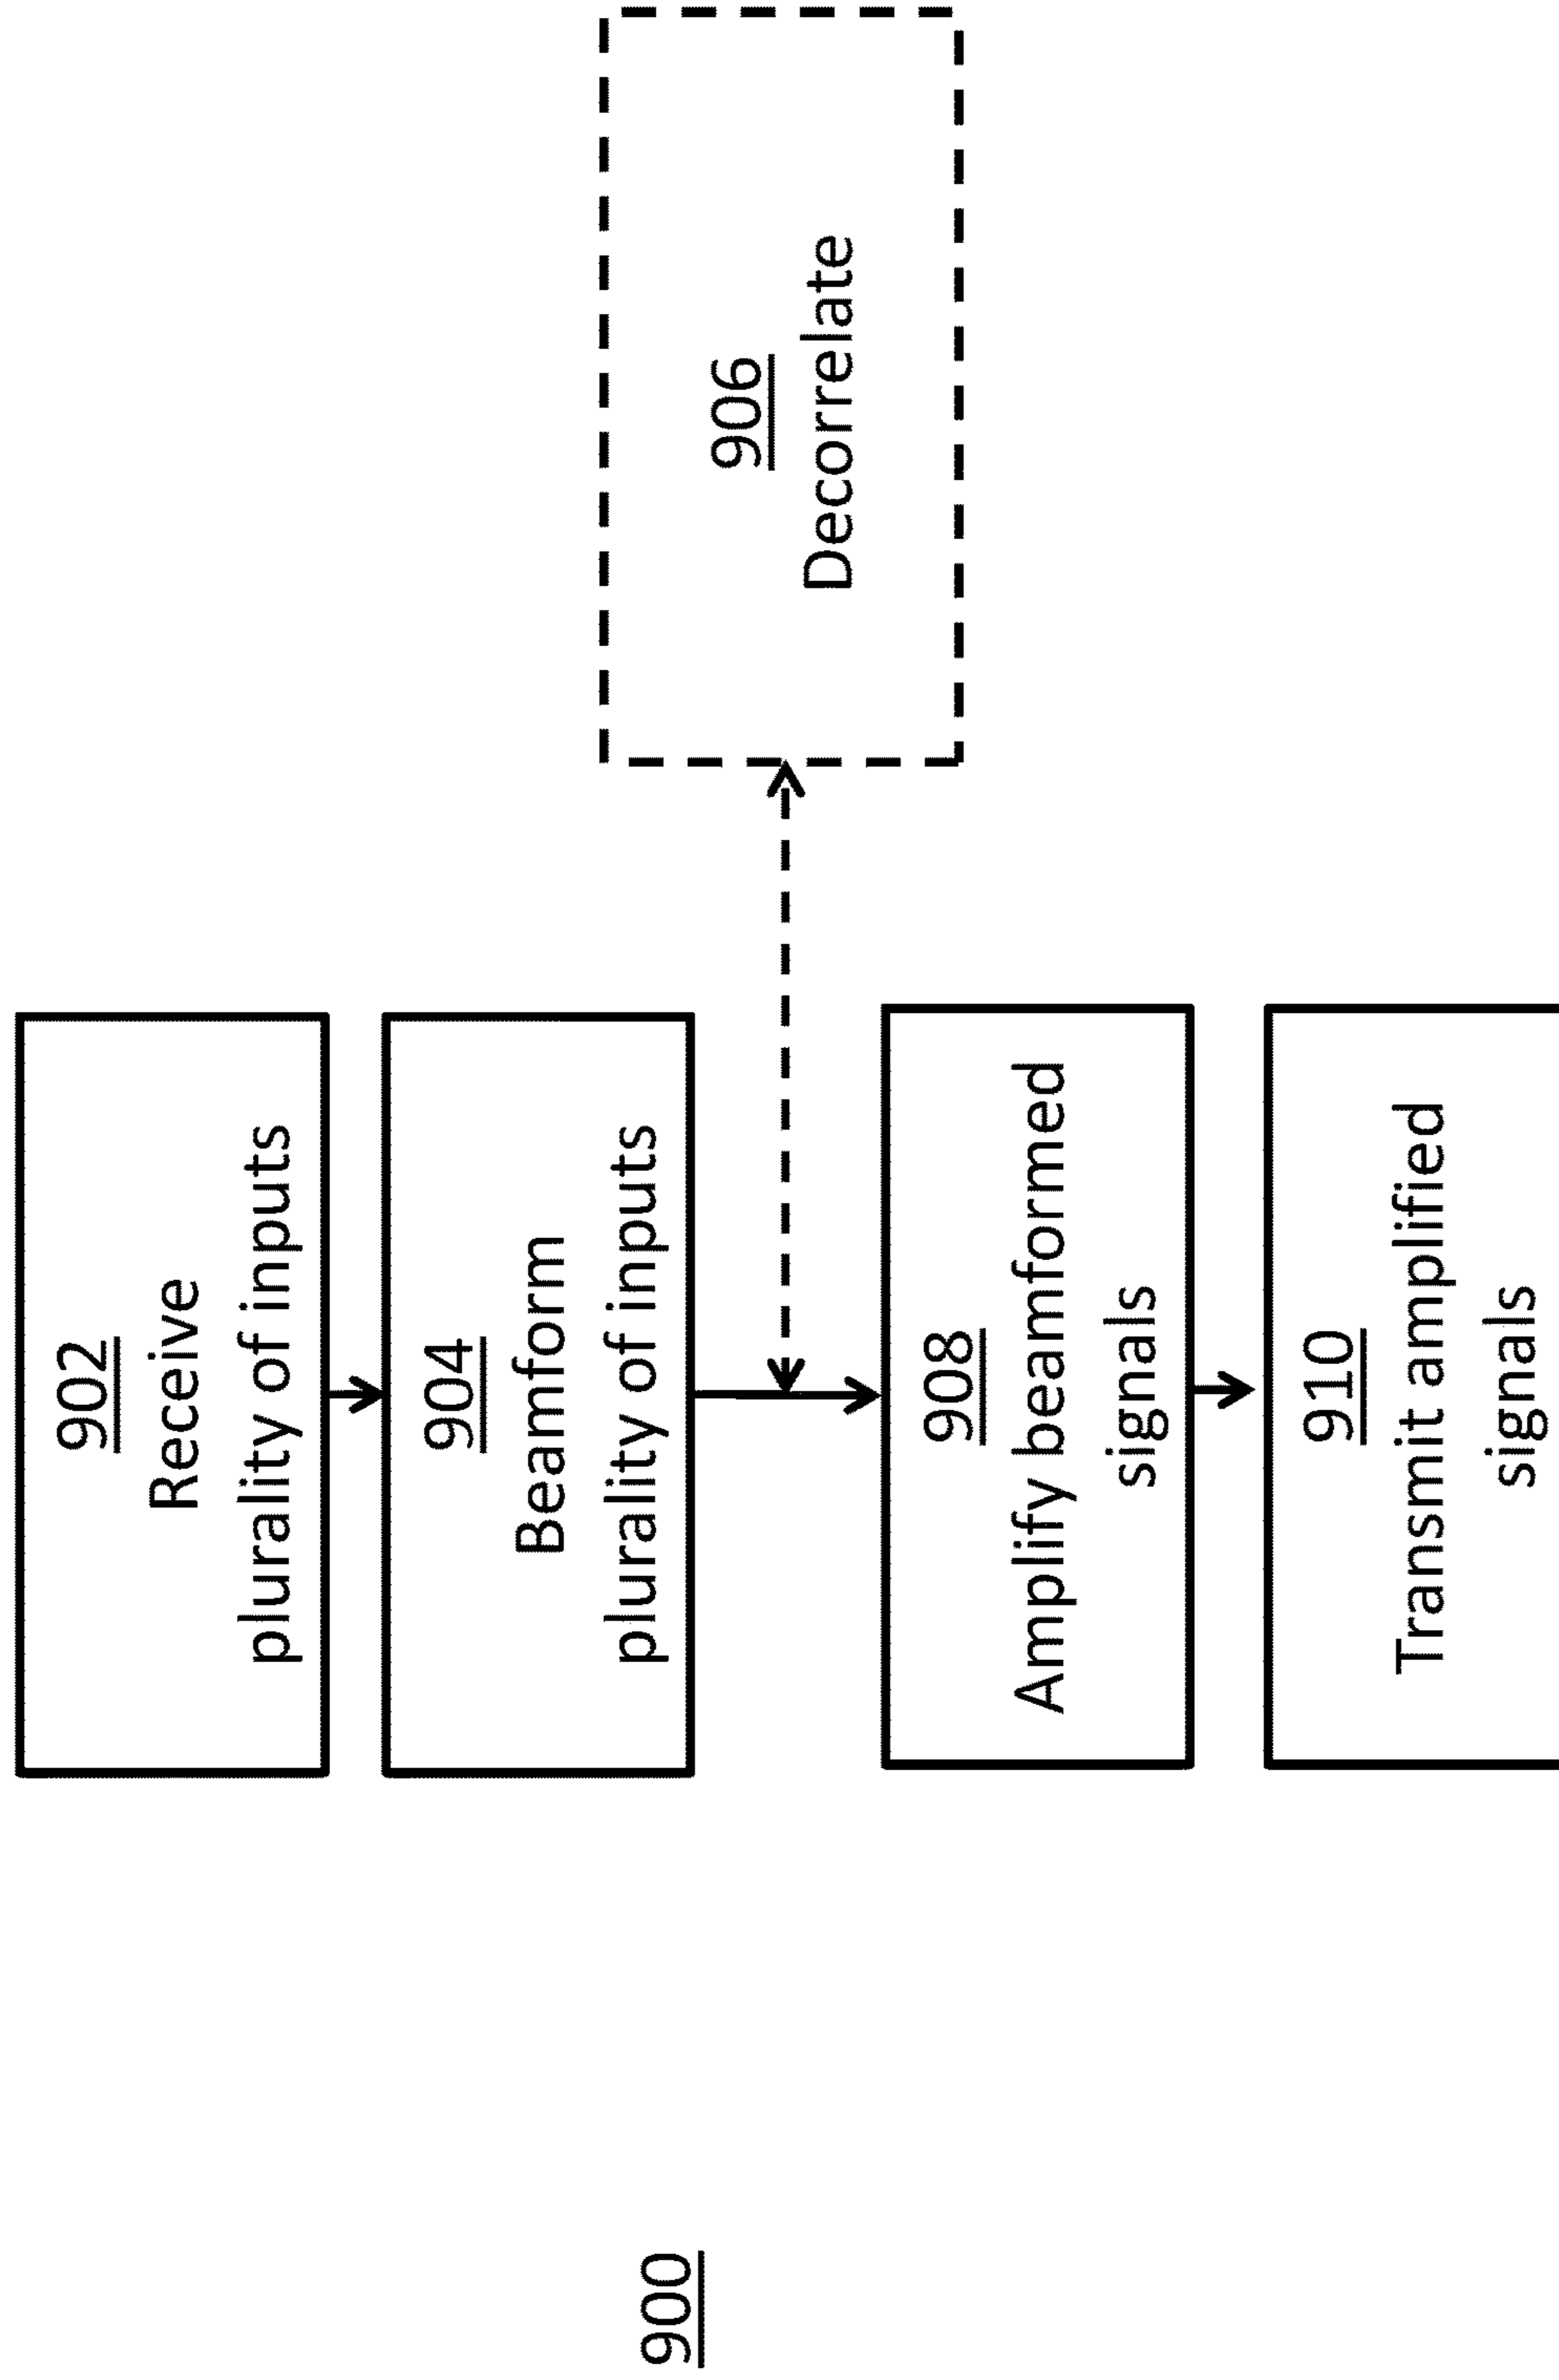 900
902
Receive
plurality of inputs
904
Beamform
plurality of inputs
906
Decorrelate
908
Amplify beamformed
signals
910
Transmit amplified
signals